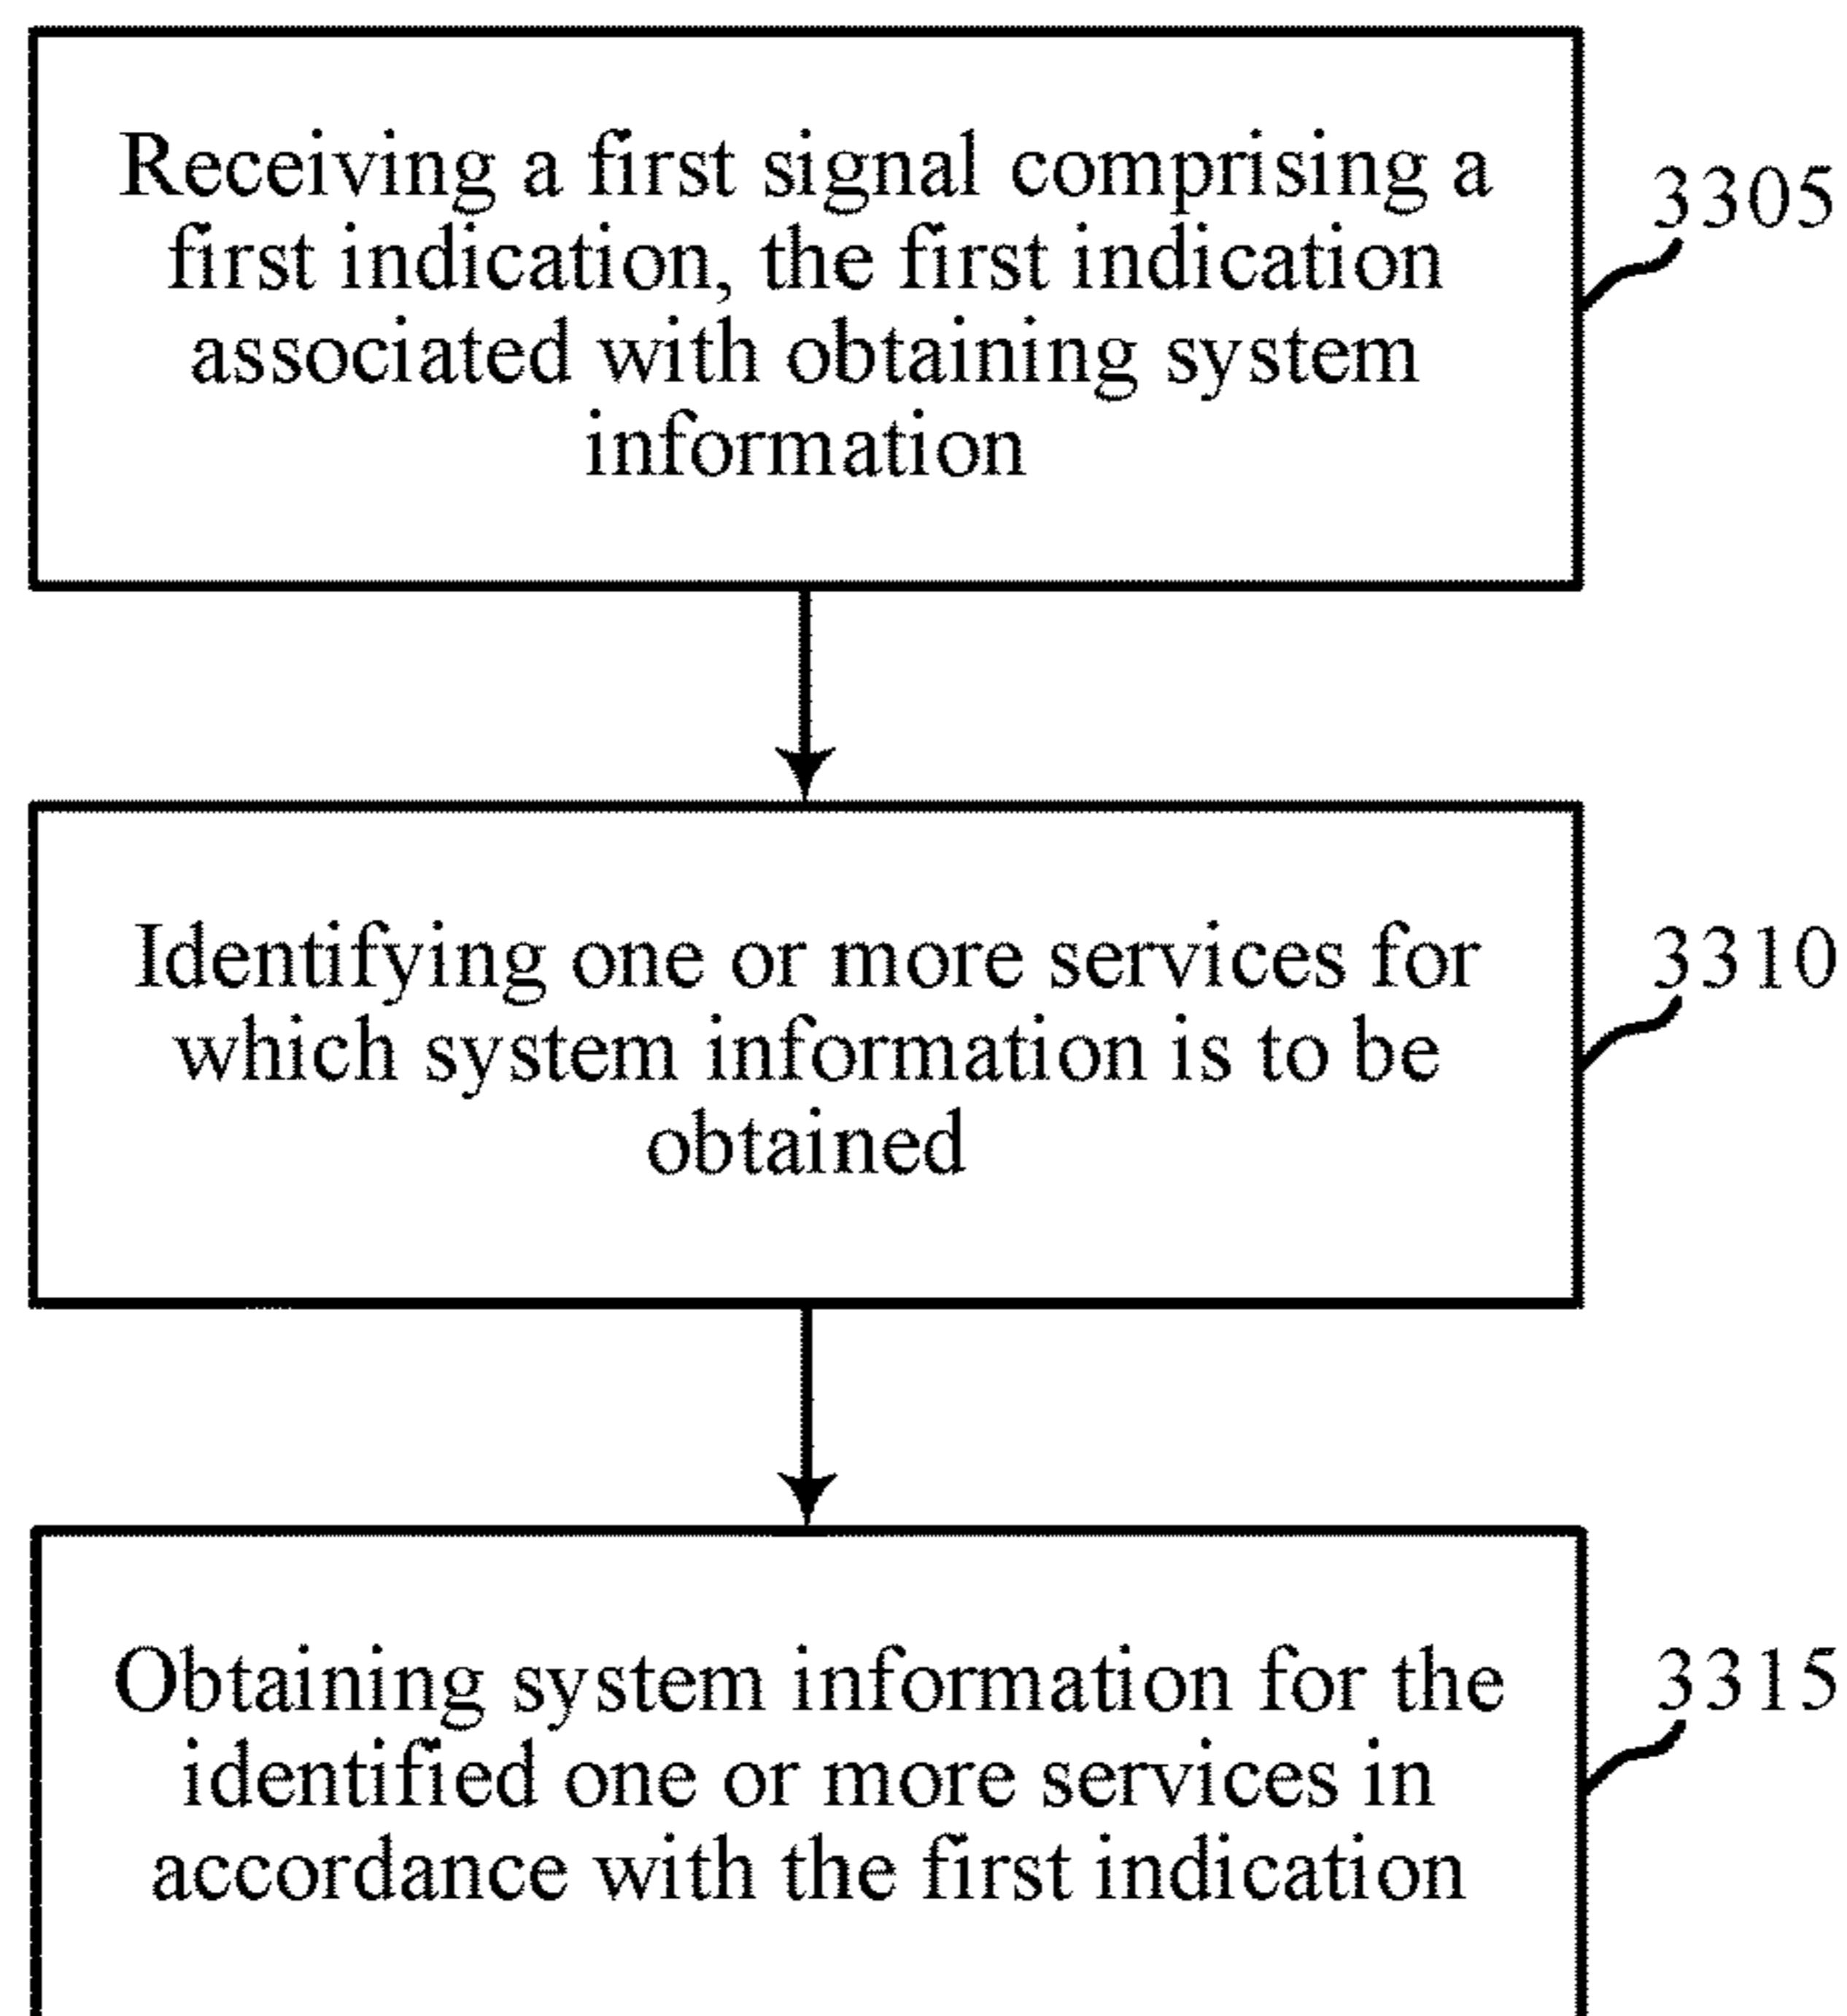 Receiving a first signal comprising a
first indication, the first indication
associated with obtaining system
information
3305
Identifying one or more services for
which system information is to be
obtained
3310
Obtaining system information for the
identified one or more services in
accordance with the first indication
3315